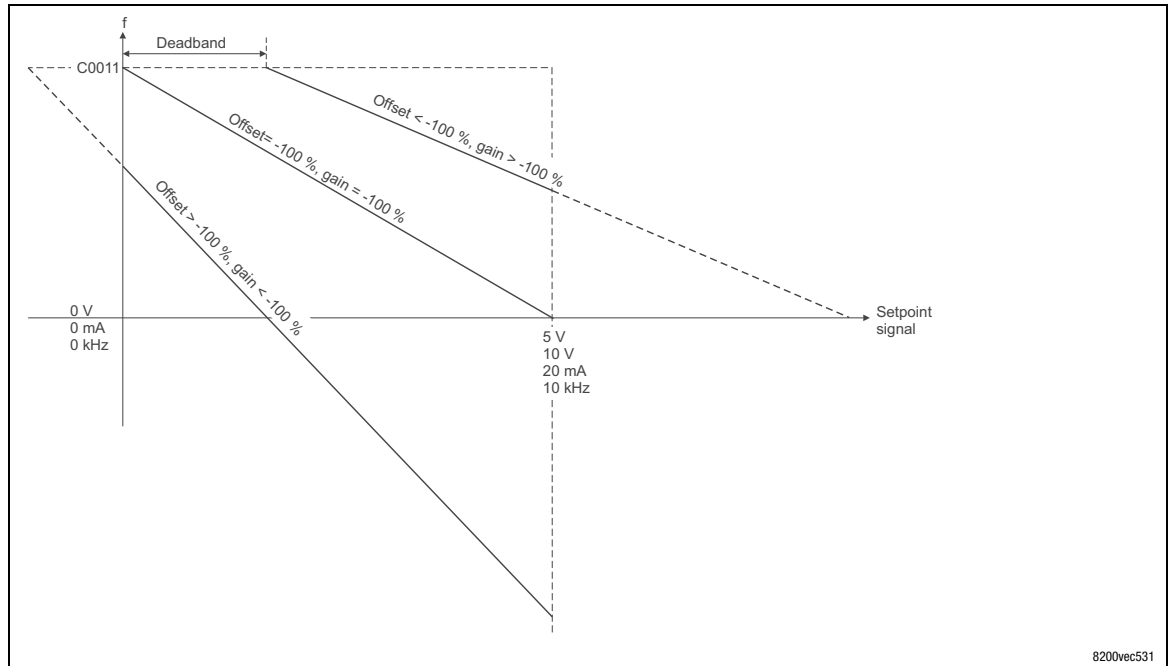 f
Deadband
C0011
Offset < -100 %, gain > -100 %
Offset= -100 %, gain = -100 %
Offset > -100 %, gain < -100 %
0 V
0 mA
0 kHz
Setpoint
signal
5 V
10 V
20 mA
10 kHz
8200vec531